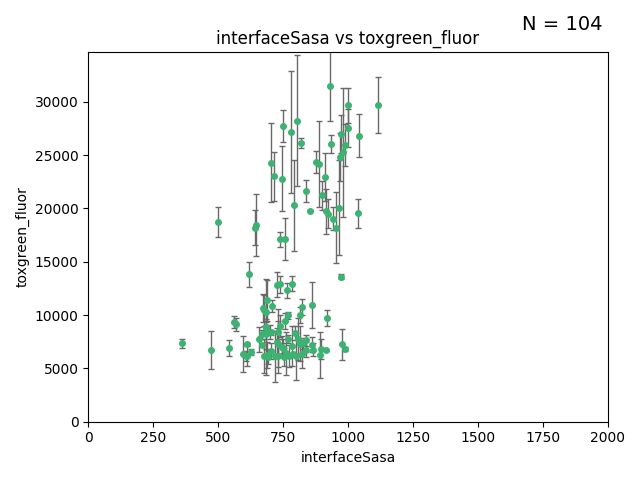 N = 104
interfaceSasa vs toxgreen_fluor
toxgreen_fluor
30000
25000
20000
15000
10000
5000
0
0 250 500 750 1000 1250 1500 1750 2000
interfaceSasa